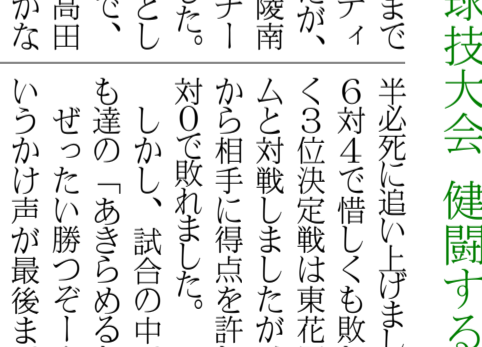 球技大会 健闘する
まで
ティ
だが、
陵南
ナー
した。
とし
で、
高田
かな
半必死に追い上げまし
6対4で惜しくも敗
く3位決定戦は東花
ムと対戦しましたが
から相手に得点を許
対0で敗れました。
しかし、試合の中
も達の「あきらめる
ぜったい勝つぞー
いうかけ声が最後ま